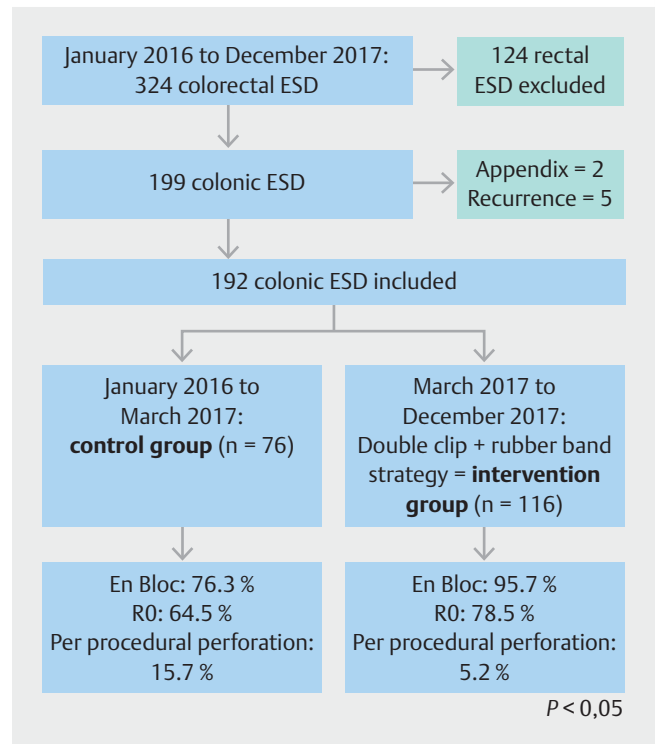 January 2016 to December 2017:
324 colorectal ESD
124 rectal
ESD excluded
199 colonic ESD
Appendix = 2
Recurrence = 5
192 colonic ESD included
January 2016 to
March 2017:
control group (n = 76)
March 2017 to
December 2017:
Double clip + rubber band
strategy = intervention
group (n = 116)
En Bloc: 76.3 %
R0: 64.5 %
Per procedural perforation:
15.7 %
En Bloc: 95.7 %
R0: 78.5 %
Per procedural perforation:
5.2 %
P < 0,05